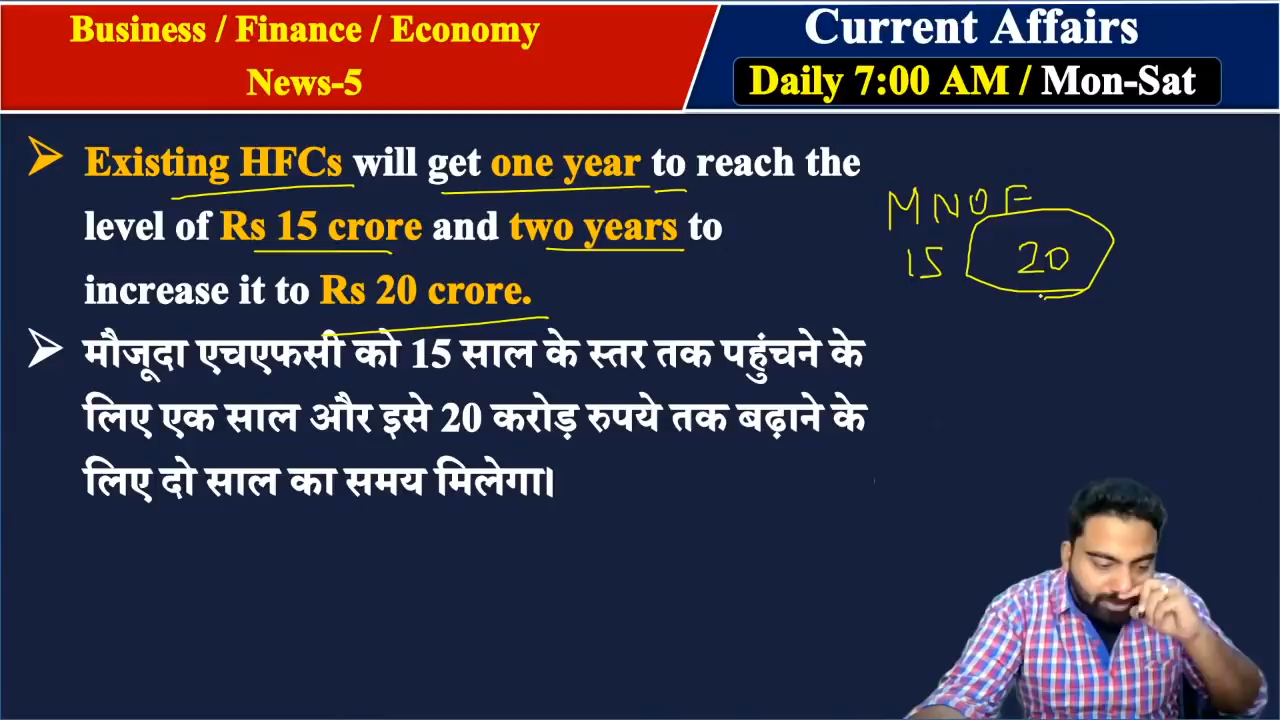 Business / Finance / Economy
News-5
Current Affairs
Daily 7:00 AM / Mon-Sat
Existing HFCs will get one year to reach the
level of Rs 15 crore and two years to
increase it to Rs 20 crore.
मौजूदा एचएफसी को 15 साल के स्तर तक पहुंचने के
लिए एक साल और इसे 20 करोड़ रुपये तक बढ़ाने के
लिए दो साल का समय मिलेगा।
M N O F
15 20